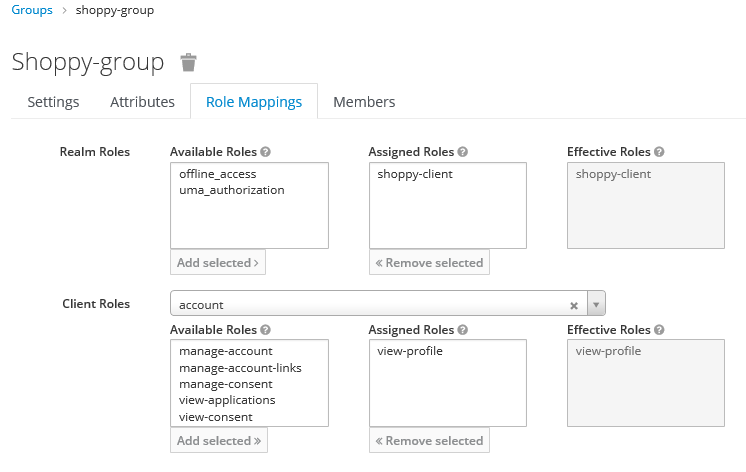 Groups > shoppy-group
Shoppy-group
Settings Attributes Role Mappings Members
Realm Roles Available Roles Assigned Roles Effective Roles
offline_access shoppy-client shoppy-client
uma_authorization
Add selected > « Remove selected
Client Roles account
Available Roles Assigned Roles Effective Roles
manage-account view-profile view-profile
manage-account-links
manage-consent
view-applications
view-consent
Add selected » « Remove selected